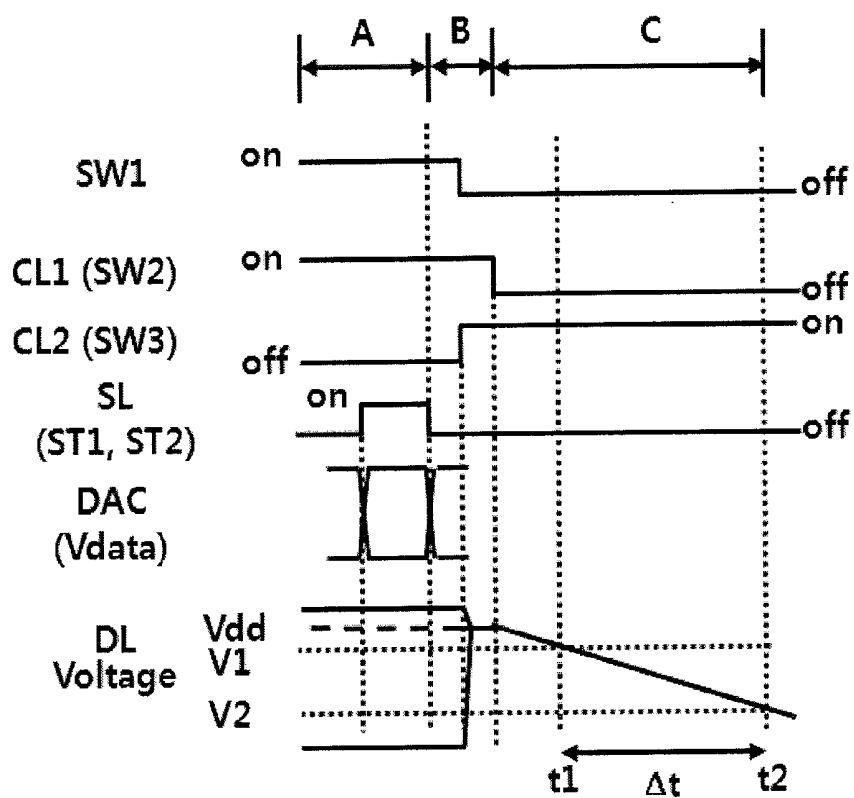 A B C
SW1 on off
CL1 (SW2) on off
CL2 (SW3) off on
SL
(ST1, ST2) on off
DAC
(Vdata)
DL
Voltage
Vdd
V1
V2
t1 Δt t2